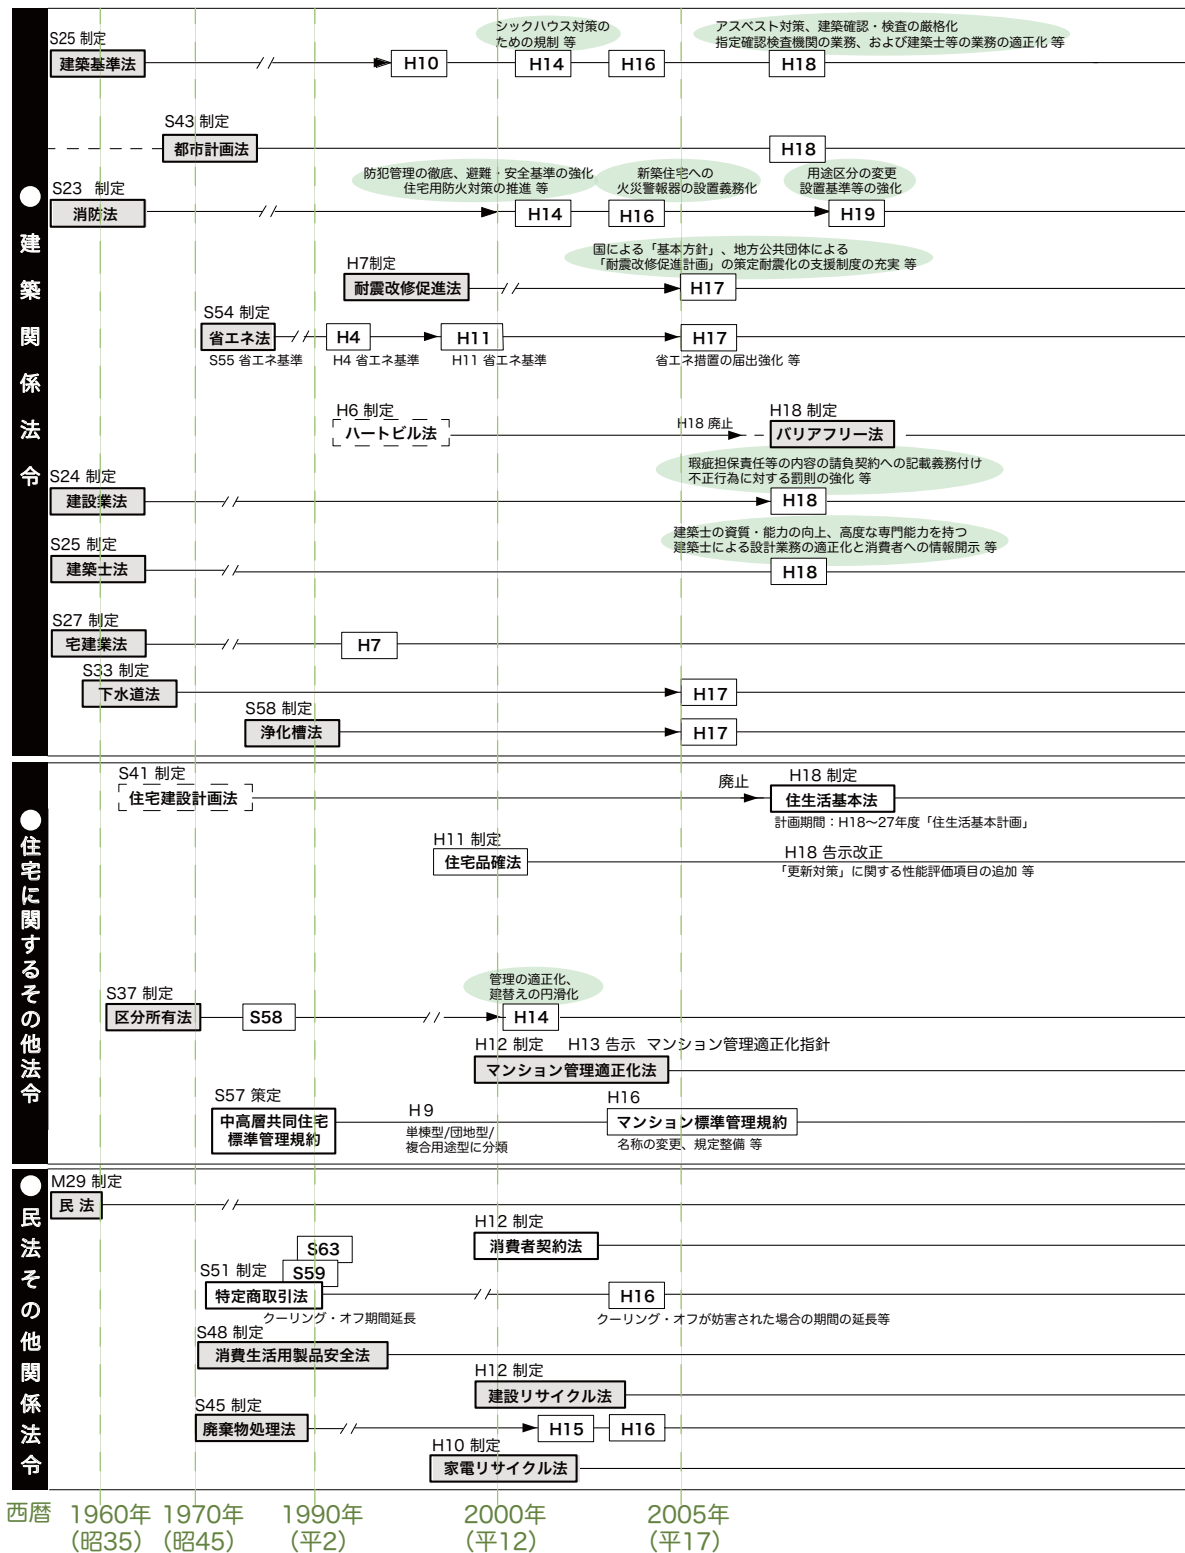 ● 建築関係法令
S25 制定
建築基準法
H10
シックハウス対策の
ための規制 等
H14
H16
アスベスト対策、建築確認・検査の厳格化
指定確認検査機関の業務、および建築士等の業務の適正化 等
H18
S43 制定
都市計画法
H18
S23 制定
消防法
防犯管理の徹底、避難・安全基準の強化
住宅用防火対策の推進 等
H14
新築住宅への
火災警報器の設置義務化
H16
用途区分の変更
設置基準等の強化
H19
H7制定
耐震改修促進法
国による「基本方針」、地方公共団体による
「耐震改修促進計画」の策定耐震化の支援制度の充実 等
H17
S54 制定
省エネ法
S55 省エネ基準
H4
H4 省エネ基準
H11
H11 省エネ基準
H17
省エネ措置の届出強化 等
H6 制定
ハートビル法
H18 廃止
H18 制定
バリアフリー法
S24 制定
建設業法
瑕疵担保責任等の内容の請負契約への記載義務付け
不正行為に対する罰則の強化 等
H18
S25 制定
建築士法
建築士の資質・能力の向上、高度な専門能力を持つ
建築士による設計業務の適正化と消費者への情報開示 等
H18
S27 制定
宅建業法
H7
S33 制定
下水道法
H17
S58 制定
浄化槽法
H17
●住宅に関するその他法令
S41 制定
住宅建設計画法
廃止
H18 制定
住生活基本法
計画期間：H18～27年度「住生活基本計画」
H11 制定
住宅品確法
H18 告示改正
「更新対策」に関する性能評価項目の追加 等
S37 制定
区分所有法
S58
管理の適正化、
建替えの円滑化
H14
H12 制定 H13 告示 マンション管理適正化指針
マンション管理適正化法
S57 策定
中高層共同住宅
標準管理規約
H9
単棟型/団地型/
複合用途型に分類
H16
マンション標準管理規約
名称の変更、規定整備 等
●民法その他関係法令
M29 制定
民 法
H12 制定
消費者契約法
S63
S59
S51 制定
特定商取引法
クーリング・オフ期間延長
H16
クーリング・オフが妨害された場合の期間の延長等
S48 制定
消費生活用製品安全法
H12 制定
建設リサイクル法
S45 制定
廃棄物処理法
H15
H16
H10 制定
家電リサイクル法
西暦 1960年 1970年 1990年 2000年 2005年
(昭35) (昭45) (平2) (平12) (平17)